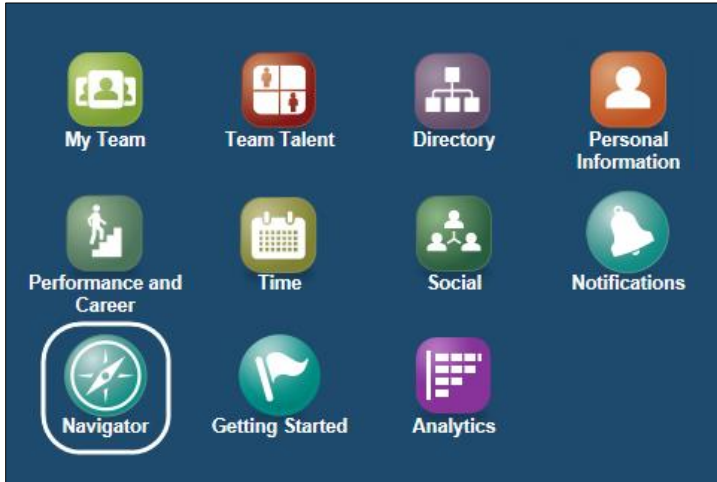 My Team
Team Talent
Directory
Personal
Information
Performance and
Career
Time
Social
Notifications
Navigator
Getting Started
Analytics